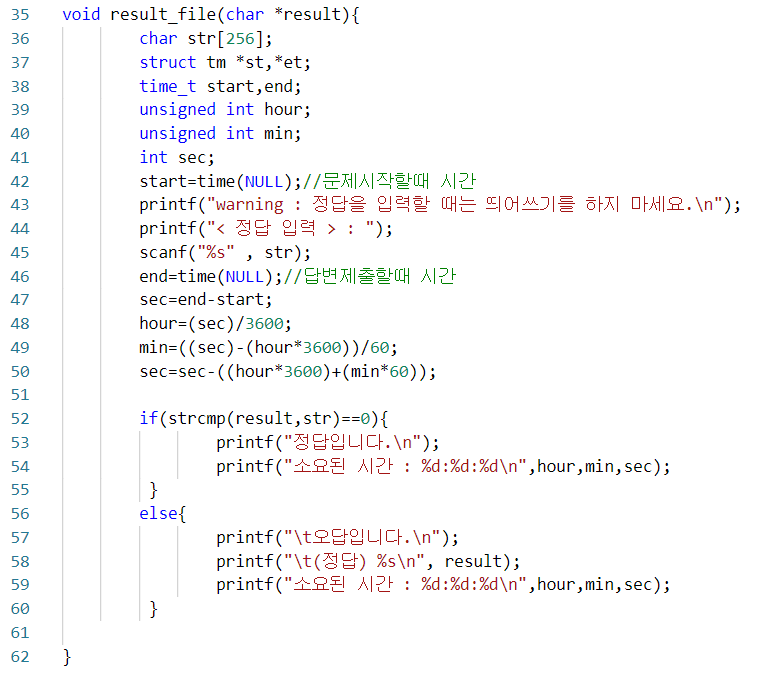 35 void result_file(char *result){
36 char str[256];
37 struct tm *st,*et;
38 time_t start,end;
39 unsigned int hour;
40 unsigned int min;
41 int sec;
42 start=time(NULL);//문제시작할때 시간
43 printf("warning : 정답을 입력할 때는 띄어쓰기를 하지 마세요.\n");
44 printf("< 정답 입력 > : ");
45 scanf("%s" , str);
46 end=time(NULL);//답변제출할때 시간
47 sec=end-start;
48 hour=(sec)/3600;
49 min=((sec)-(hour*3600))/60;
50 sec=sec-((hour*3600)+(min*60));
51
52 if(strcmp(result,str)==0){
53 printf("정답입니다.\n");
54 printf("소요된 시간 : %d:%d:%d\n",hour,min,sec);
55 }
56 else{
57 printf("\t오답입니다.\n");
58 printf("\t(정답) %s\n", result);
59 printf("소요된 시간 : %d:%d:%d\n",hour,min,sec);
60 }
61
62 }